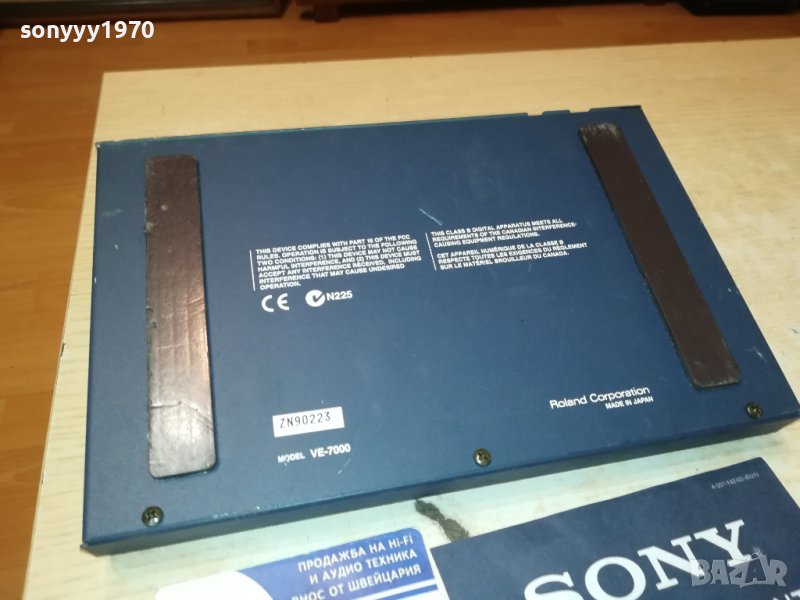 sonyyy1970
THIS DEVICE COMPLIES WITH PART 15 OF THE FCC
RULES. OPERATION IS SUBJECT TO THE FOLLOWING
TWO CONDITIONS: (1) THIS DEVICE MAY NOT CAUSE
HARMFUL INTERFERENCE, AND (2) THIS DEVICE MUST
ACCEPT ANY INTERFERENCE RECEIVED, INCLUDING
INTERFERENCE THAT MAY CAUSE UNDESIRED
OPERATION.
THIS CLASS B DIGITAL APPARATUS MEETS ALL
REQUIREMENTS OF THE CANADIAN INTERFERENCE-
CAUSING EQUIPMENT REGULATIONS.
CET APPAREIL NUMÉRIQUE DE LA CLASSE B
RESPECTE TOUTES LES EXIGENCES DU RÈGLEMENT
SUR LE MATÉRIEL BROUILLEUR DU CANADA.
CE N225
ZN90223
MODEL VE-7000
Roland Corporation
MADE IN JAPAN
ПРОДАЖБА НА Hi-Fi
И АУДИО ТЕХНИКА
ВНОС ОТ ШВЕЙЦАРИЯ
SONY
BAZAR